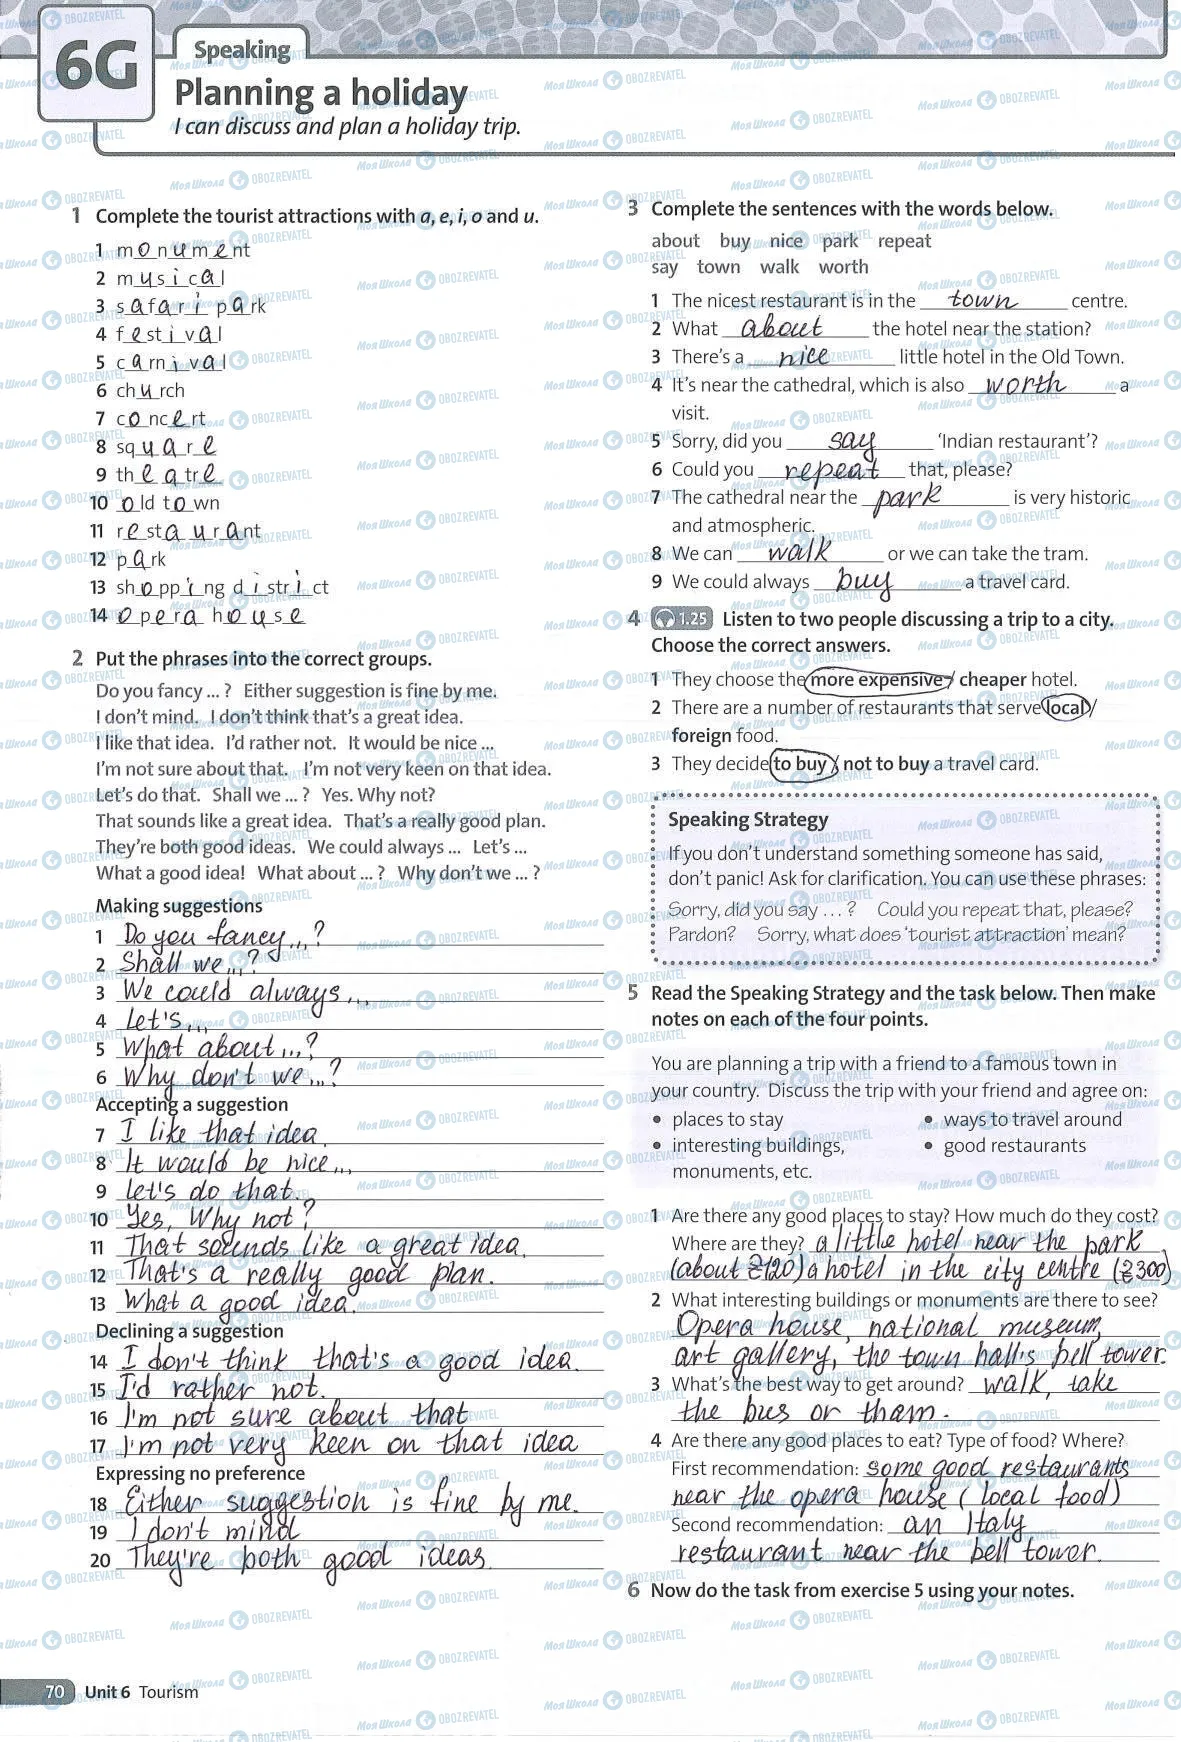 6G
Speaking
Planning a holiday
I can discuss and plan a holiday trip.
1 Complete the tourist attractions with a, e, i, o and u.
1 monument
2 musical
3 safari park
4 festival
5 carnival
6 church
7 concert
8 square
9 theatre
10 old town
11 restaurant
12 park
13 shopping district
14 opera house
2 Put the phrases into the correct groups.
Do you fancy ... ? Either suggestion is fine by me.
I don't mind. I don't think that's a great idea.
I like that idea. I'd rather not. It would be nice ...
I'm not sure about that. I'm not very keen on that idea.
Let's do that. Shall we ... ? Yes. Why not?
That sounds like a great idea. That's a really good plan.
They're both good ideas. We could always ... Let's ...
What a good idea! What about ... ? Why don't we ... ?
Making suggestions
1 Do you fancy...?
2 Shall we...?
3 We could always...
4 Let's...
5 What about...?
6 Why don't we...?
Accepting a suggestion
7 I like that idea.
8 It would be nice...
9 Let's do that.
10 Yes, Why not?
11 That sounds like a great idea.
12 That's a really good plan.
13 What a good idea.
Declining a suggestion
14 I don't think that's a good idea.
15 I'd rather not.
16 I'm not sure about that
17 I'm not very keen on that idea
Expressing no preference
18 Either suggestion is fine by me.
19 I don't mind
20 They're both good ideas.
3 Complete the sentences with the words below.
about buy nice park repeat
say town walk worth
1 The nicest restaurant is in the town centre.
2 What about the hotel near the station?
3 There's a nice little hotel in the Old Town.
4 It's near the cathedral, which is also worth a
visit.
5 Sorry, did you say 'Indian restaurant'?
6 Could you repeat that, please?
7 The cathedral near the park is very historic
and atmospheric.
8 We can walk or we can take the tram.
9 We could always buy a travel card.
4 1.25 Listen to two people discussing a trip to a city.
Choose the correct answers.
1 They choose the more expensive / cheaper hotel.
2 There are a number of restaurants that serve local /
foreign food.
3 They decide to buy / not to buy a travel card.
Speaking Strategy
If you don't understand something someone has said,
don't panic! Ask for clarification. You can use these phrases:
Sorry, did you say ... ? Could you repeat that, please?
Pardon? Sorry, what does 'tourist attraction' mean?
5 Read the Speaking Strategy and the task below. Then make
notes on each of the four points.
You are planning a trip with a friend to a famous town in
your country. Discuss the trip with your friend and agree on:
• places to stay • ways to travel around
• interesting buildings, • good restaurants
monuments, etc.
1 Are there any good places to stay? How much do they cost?
Where are they? a little hotel near the park
(about ₴120) a hotel in the city centre (₴300)
2 What interesting buildings or monuments are there to see?
Opera house, national museum,
art gallery, the town hall's bell tower.
3 What's the best way to get around? walk, take
the bus or tham.
4 Are there any good places to eat? Type of food? Where?
First recommendation: some good restaurants
near the opera house (local food)
Second recommendation: an Italy
restaurant near the bell tower.
6 Now do the task from exercise 5 using your notes.
70 Unit 6 Tourism
Моя Школа OBOZREVATEL